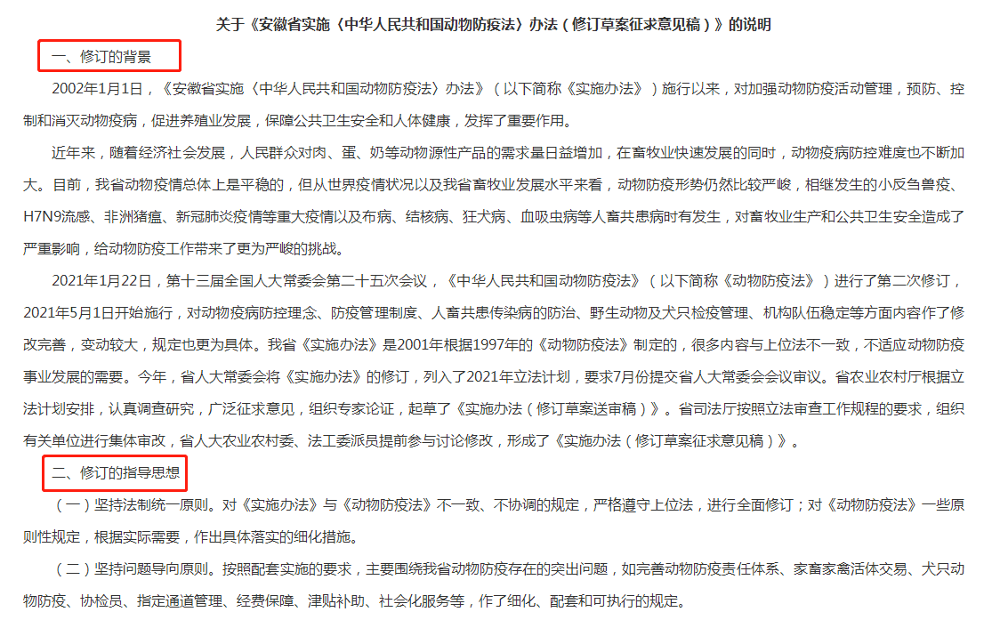 关于《安徽省实施〈中华人民共和国动物防疫法〉办法（修订草案征求意见稿）》的说明
一、修订的背景
2002年1月1日，《安徽省实施〈中华人民共和国动物防疫法〉办法》（以下简称《实施办法》）施行以来，对加强动物防疫活动管理，预防、控
制和消灭动物疫病，促进养殖业发展，保障公共卫生安全和人体健康，发挥了重要作用。
近年来，随着经济社会发展，人民群众对肉、蛋、奶等动物源性产品的需求量日益增加，在畜牧业快速发展的同时，动物疫病防控难度也不断加
大。目前，我省动物疫情总体上是平稳的，但从世界疫情状况以及我省畜牧业发展水平来看，动物防疫形势仍然比较严峻，相继发生的小反刍兽疫、
H7N9流感、非洲猪瘟、新冠肺炎疫情等重大疫情以及布病、结核病、狂犬病、血吸虫病等人畜共患病时有发生，对畜牧业生产和公共卫生安全造成了
严重影响，给动物防疫工作带来了更为严峻的挑战。
2021年1月22日，第十三届全国人大常委会第二十五次会议，《中华人民共和国动物防疫法》（以下简称《动物防疫法》）进行了第二次修订，
2021年5月1日开始施行，对动物疫病防控理念、防疫管理制度、人畜共患传染病的防治、野生动物及犬只检疫管理、机构队伍稳定等方面内容作了修
改完善，变动较大，规定也更为具体。我省《实施办法》是2001年根据1997年的《动物防疫法》制定的，很多内容与上位法不一致，不适应动物防疫
事业发展的需要。今年，省人大常委会将《实施办法》的修订，列入了2021年立法计划，要求7月份提交省人大常委会会议审议。省农业农村厅根据立
法计划安排，认真调查研究，广泛征求意见，组织专家论证，起草了《实施办法（修订草案送审稿）》。省司法厅按照立法审查工作规程的要求，组织
有关单位进行集体审改，省人大农业农村委、法工委派员提前参与讨论修改，形成了《实施办法（修订草案征求意见稿）》。
二、修订的指导思想
（一）坚持法制统一原则。对《实施办法》与《动物防疫法》不一致、不协调的规定，严格遵守上位法，进行全面修订；对《动物防疫法》一些原
则性规定，根据实际需要，作出具体落实的细化措施。
（二）坚持问题导向原则。按照配套实施的要求，主要围绕我省动物防疫存在的突出问题，如完善动物防疫责任体系、家畜家禽活体交易、犬只动
物防疫、协检员、指定通道管理、经费保障、津贴补助、社会化服务等，作了细化、配套和可执行的规定。